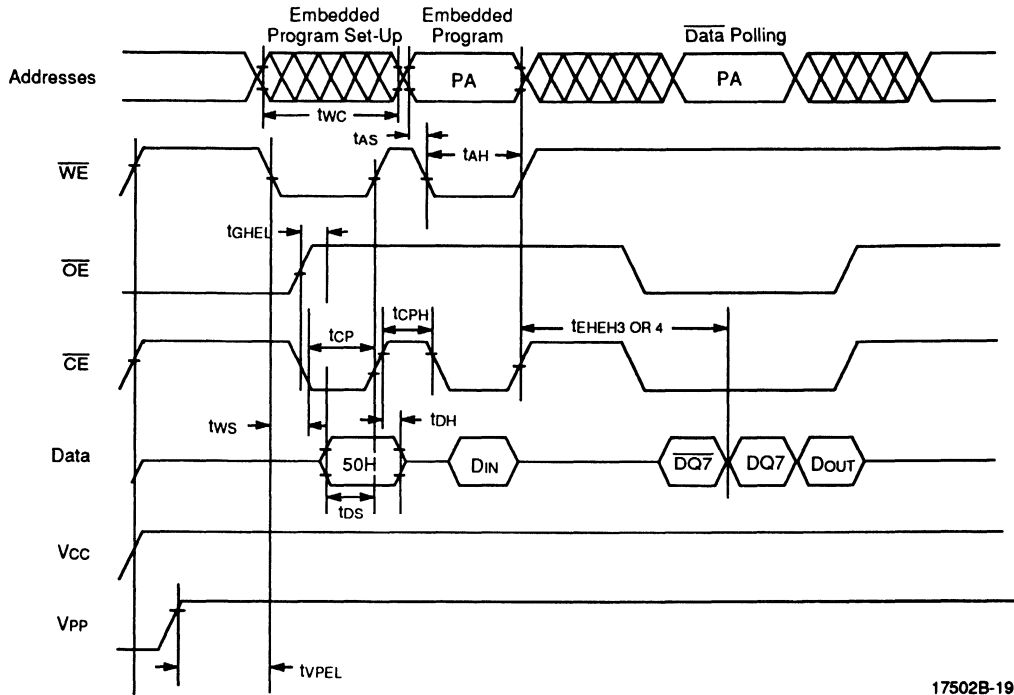 Embedded Program Set-Up
Embedded Program
Data Polling
Addresses
PA
PA
tWC
tAS
tAH
WE
tGHEL
OE
tCP
tCPH
tEHEH3 OR 4
CE
tWS
tDH
Data
50H
DIN
DQ7
DQ7
DOUT
tDS
VCC
VPP
tVPEL
17502B-19